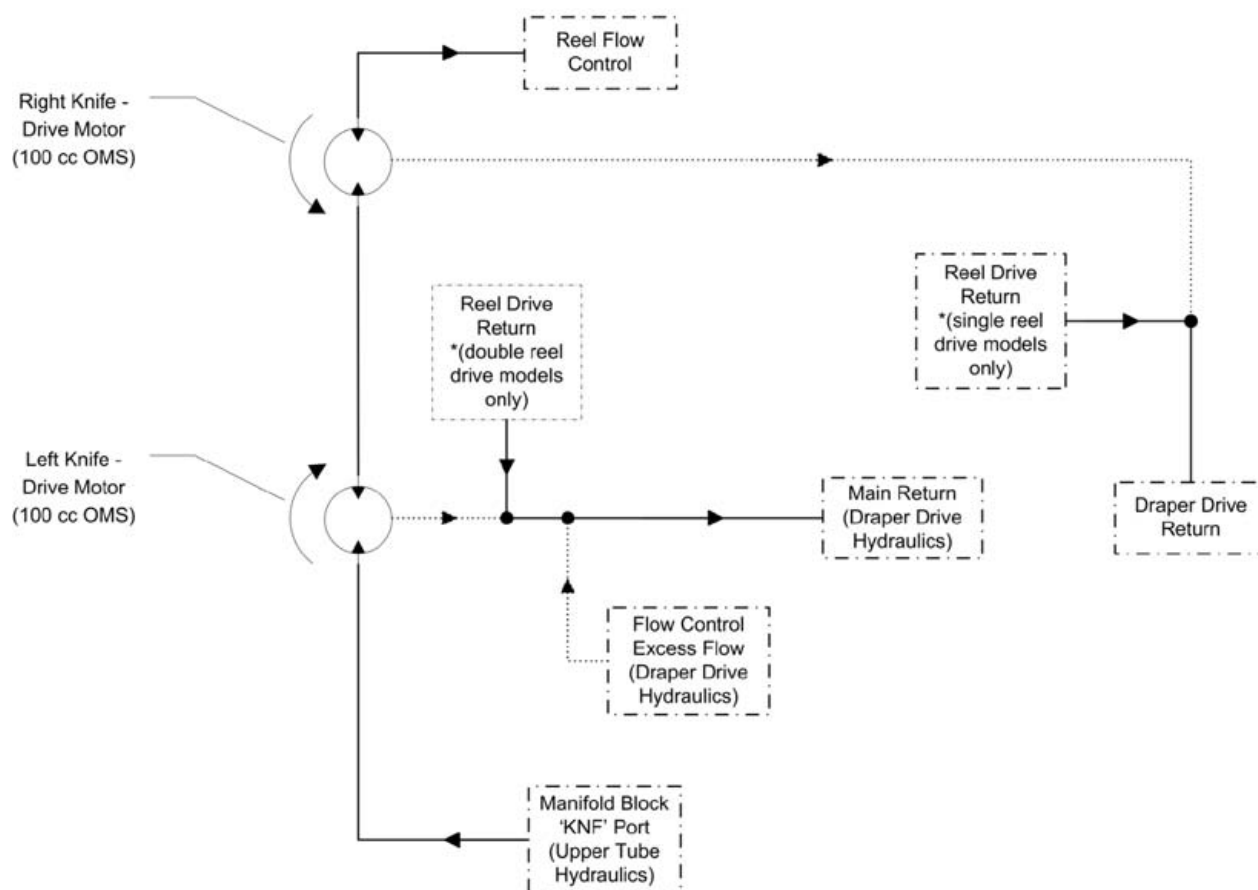 Reel Flow
Control
Right Knife -
Drive Motor
(100 cc OMS)
Reel Drive
Return
*(single reel
drive models
only)
Reel Drive
Return
*(double reel
drive models
only)
Left Knife -
Drive Motor
(100 cc OMS)
Main Return
(Draper Drive
Hydraulics)
Draper Drive
Return
Flow Control
Excess Flow
(Draper Drive
Hydraulics)
Manifold Block
‘KNF’ Port
(Upper Tube
Hydraulics)